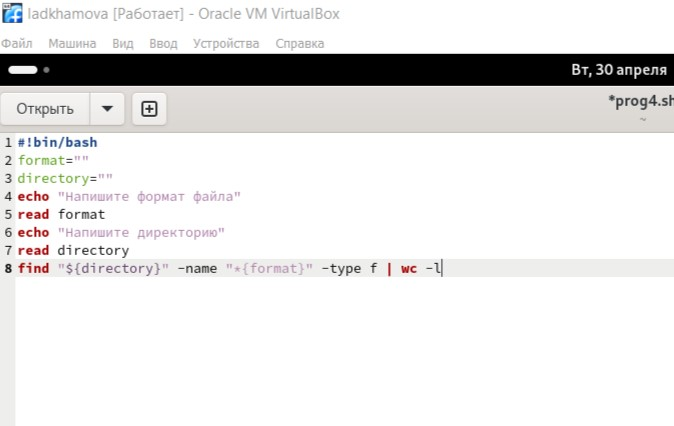 ladkhamova [Работает] - Oracle VM VirtualBox
Файл Машина Вид Ввод Устройства Справка
Вт, 30 апреля
Открыть
*prog4.sh
~
1 #!bin/bash
2 format=""
3 directory=""
4 echo "Напишите формат файла"
5 read format
6 echo "Напишите директорию"
7 read directory
8 find "${directory}" -name "*{format}" -type f | wc -l